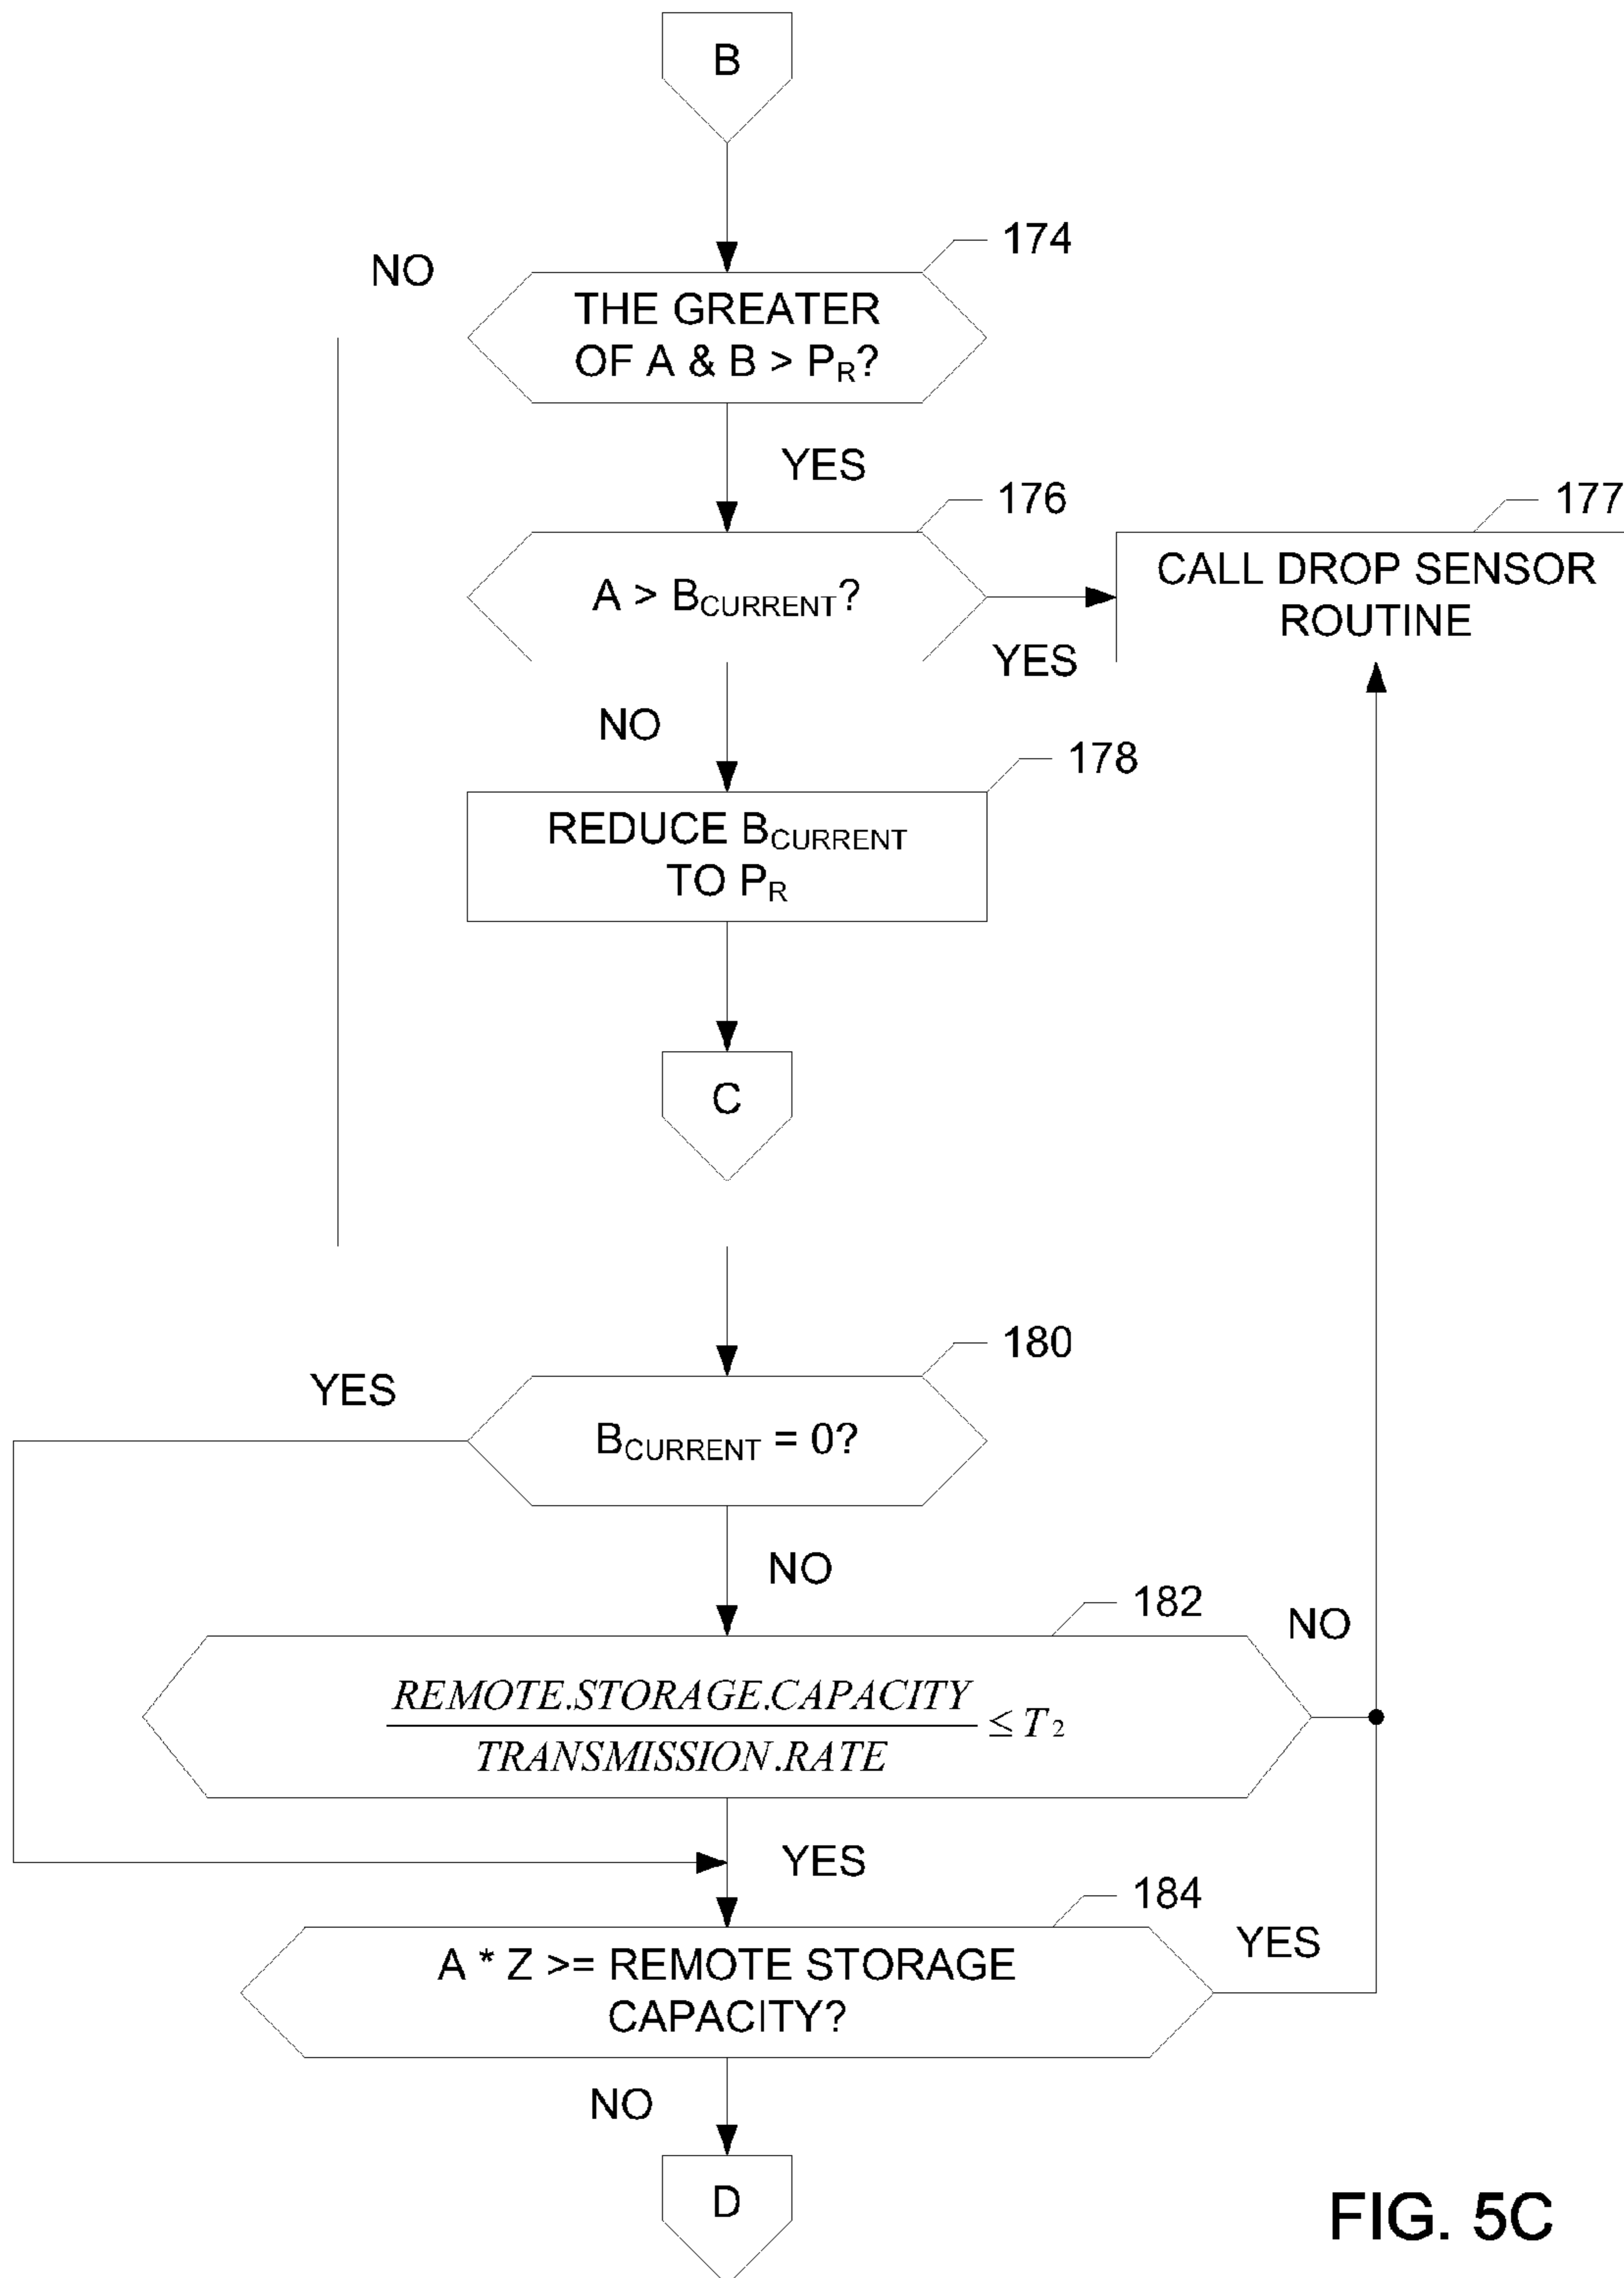 B
174
NO
THE GREATER
OF A & B > PR?
YES
176
177
A > BCURRENT?
CALL DROP SENSOR
ROUTINE
YES
NO
178
REDUCE BCURRENT
TO PR
C
180
YES
BCURRENT = 0?
NO
182
NO
REMOTE.STORAGE.CAPACITY
≤ T2
TRANSMISSION.RATE
YES
184
YES
A * Z >= REMOTE STORAGE
CAPACITY?
NO
D
FIG. 5C